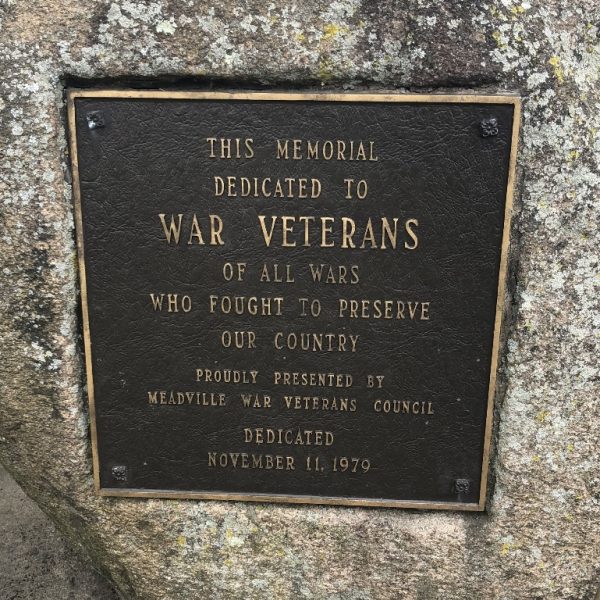 THIS MEMORIAL
DEDICATED TO
WAR VETERANS
OF ALL WARS
WHO FOUGHT TO PRESERVE
OUR COUNTRY
PROUDLY PRESENTED BY
MEADVILLE WAR VETERANS COUNCIL
DEDICATED
NOVEMBER 11, 1979